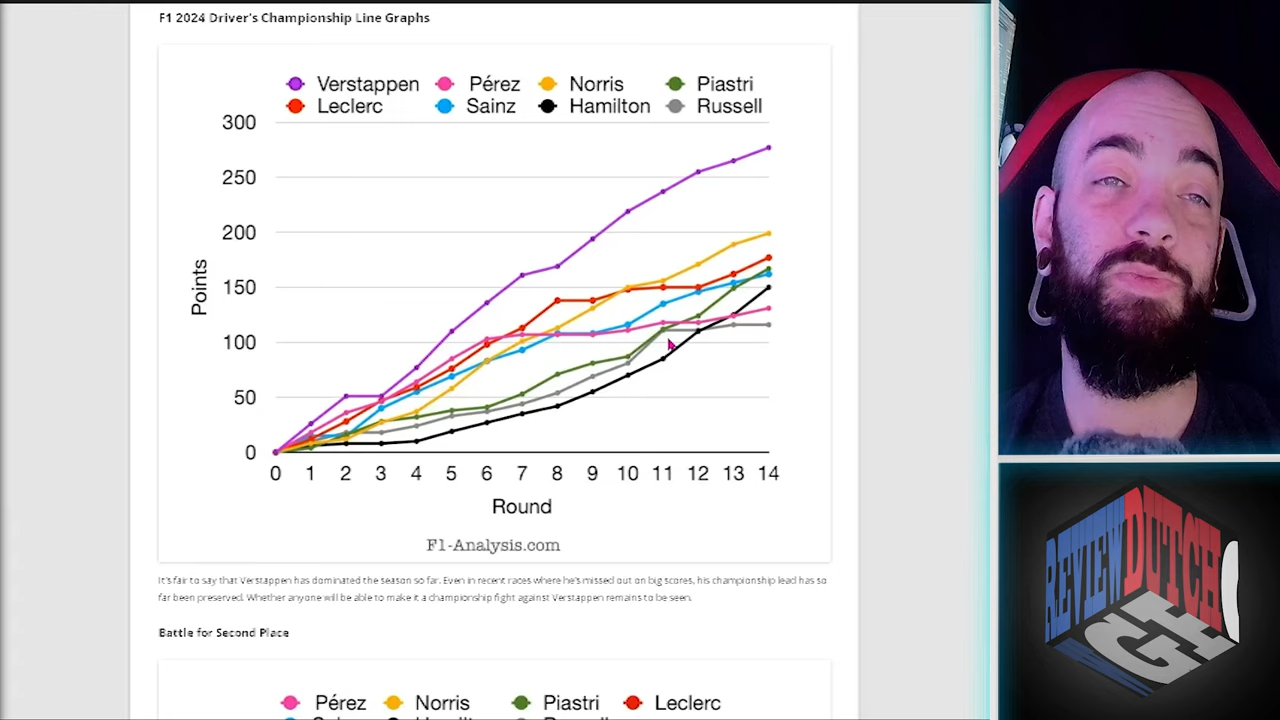 F1 2024 Driver's Championship Line Graphs
Verstappen Pérez Norris Piastri
Leclerc Sainz Hamilton Russell
300
250
200
150
100
50
0
Points
0 1 2 3 4 5 6 7 8 9 10 11 12 13 14
Round
F1-Analysis.com
It's fair to say that Verstappen has dominated the season so far. Even in recent races where he's missed out on big scores, his championship lead has so
far been preserved. Whether anyone will be able to make it a championship fight against Verstappen remains to be seen.
Battle for Second Place
Pérez Norris Piastri Leclerc
REVIEW DUTCH